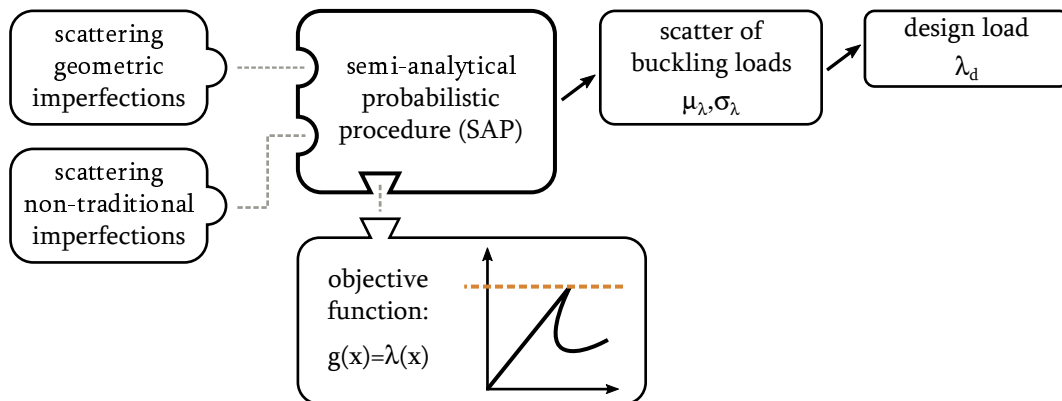 scattering
geometric
imperfections
scattering
non-traditional
imperfections
semi-analytical
probabilistic
procedure (SAP)
scatter of
buckling loads
μλ,σλ
design load
λd
objective
function:
g(x)=λ(x)